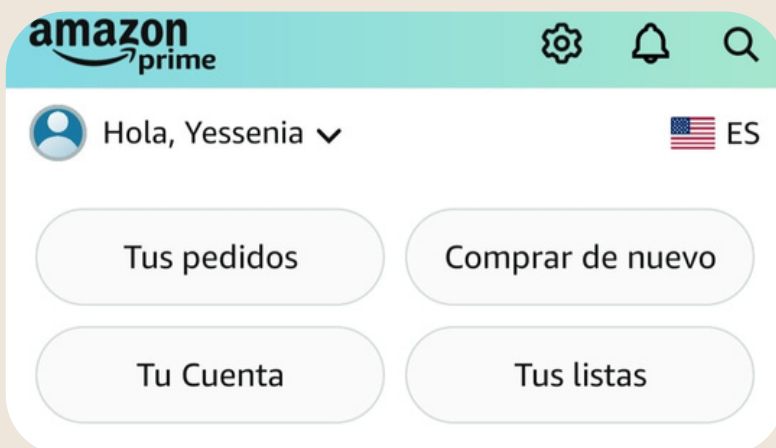 amazon
prime
Hola, Yessenia
ES
Tus pedidos
Comprar de nuevo
Tu Cuenta
Tus listas